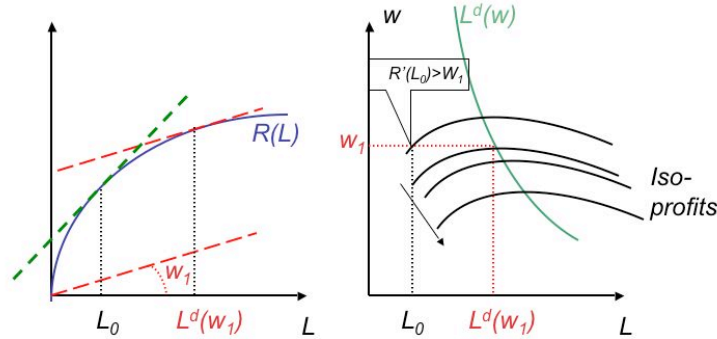 R(L)
w₁
L₀
Lᵈ(w₁)
L
w
Lᵈ(w)
R'(L₀)>W₁
w₁
Iso-
profits
L₀
Lᵈ(w₁)
L